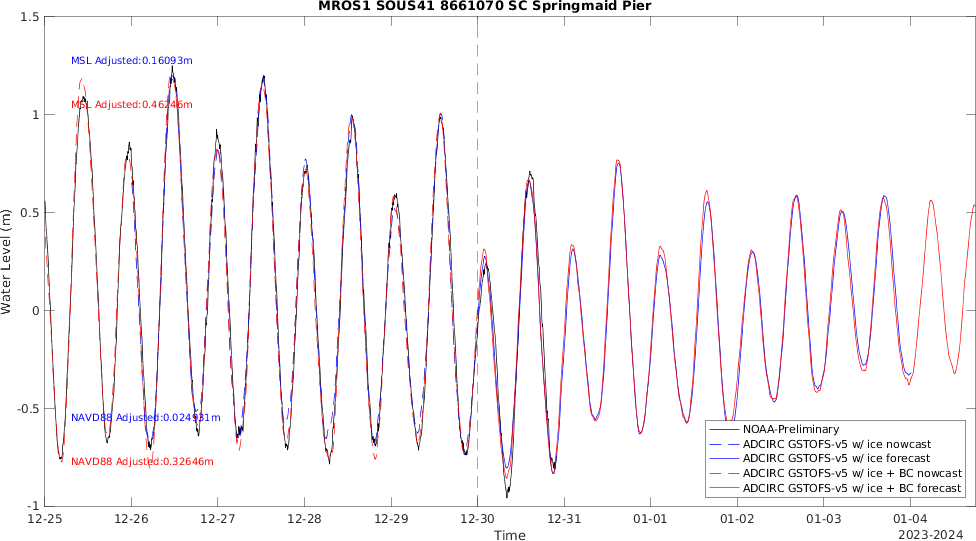 MROS1 SOUS41 8661070 SC Springmaid Pier
1.5
MSL Adjusted:0.16093m
MSL Adjusted:0.46246m
1
0.5
Water Level (m)
0
-0.5
NAVD88 Adjusted:0.024931m
NAVD88 Adjusted:0.32646m
NOAA-Preliminary
ADCIRC GSTOFS-v5 w/ ice nowcast
ADCIRC GSTOFS-v5 w/ ice forecast
ADCIRC GSTOFS-v5 w/ ice + BC nowcast
ADCIRC GSTOFS-v5 w/ ice + BC forecast
-1
12-25 12-26 12-27 12-28 12-29 12-30 12-31 01-01 01-02 01-03 01-04
Time
2023-2024